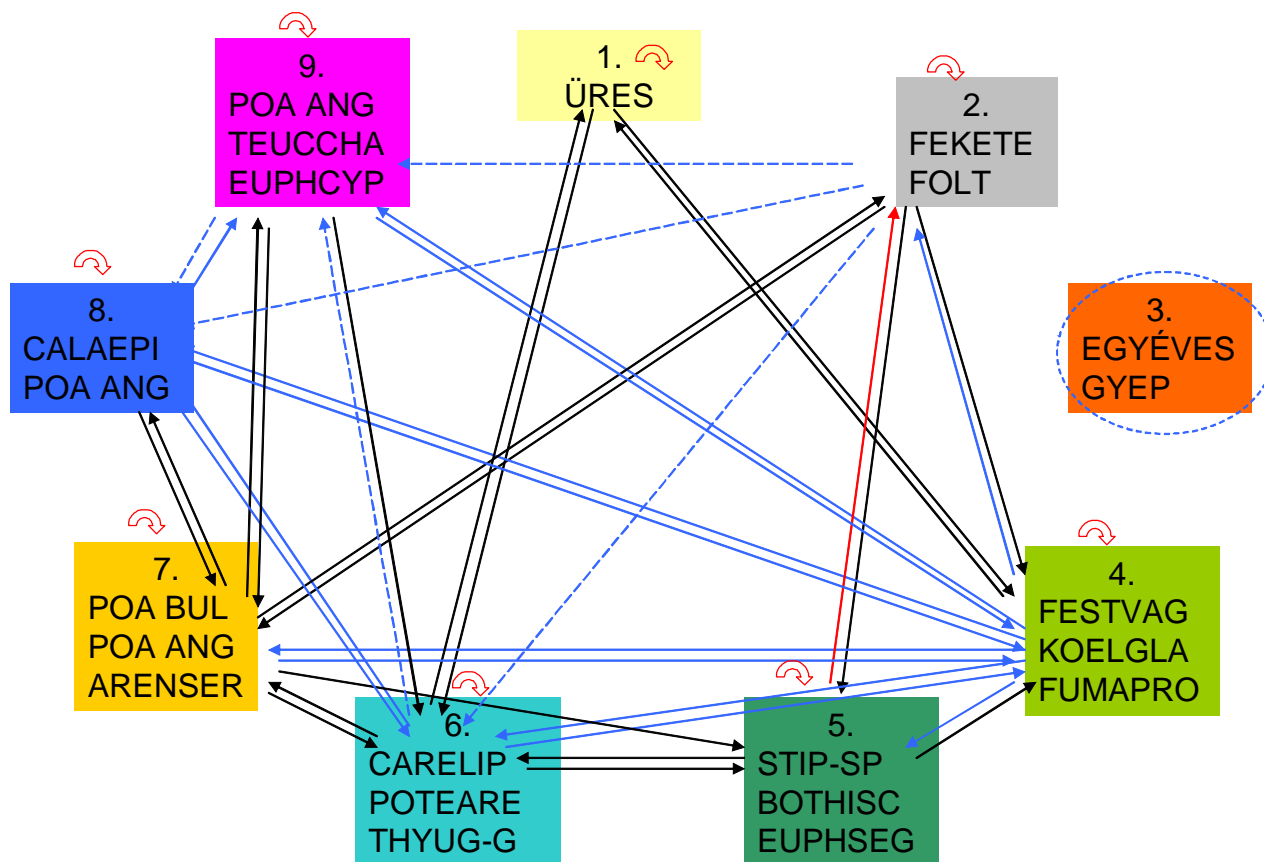 1.
ÜRES
2.
FEKETE
FOLT
3.
EGYÉVES
GYEP
4.
FESTVAG
KOELGLA
FUMAPRO
5.
STIP-SP
BOTHISC
EUPHSEG
6.
CARELIP
POTEARE
THYUG-G
7.
POA BUL
POA ANG
ARENSER
8.
CALAEPI
POA ANG
9.
POA ANG
TEUCCHA
EUPHCYP